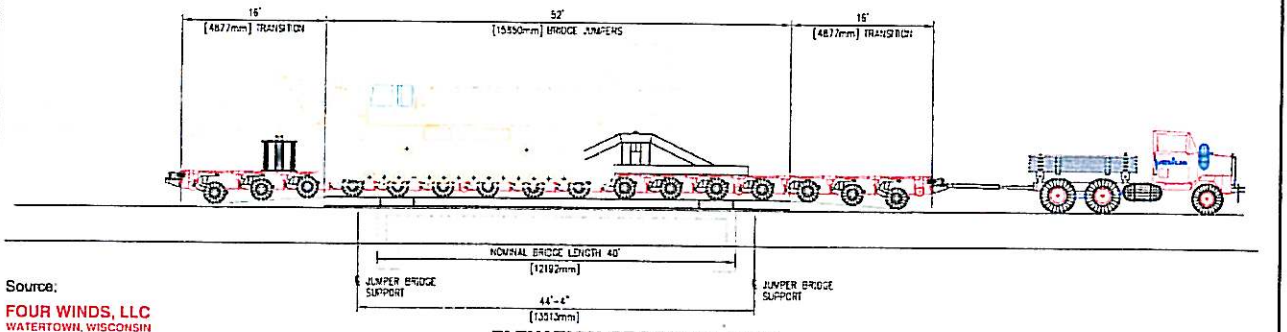 16'
[4877mm] TRANSITION
52'
[15850mm] BRIDGE JUMPERS
16'
[4877mm] TRANSITION
NOMINAL BRIDGE LENGTH 40'
[12192mm]
JUMPER BRIDGE
SUPPORT
JUMPER BRIDGE
SUPPORT
44'-4"
[13513mm]
Source:
FOUR WINDS, LLC
WATERTOWN, WISCONSIN